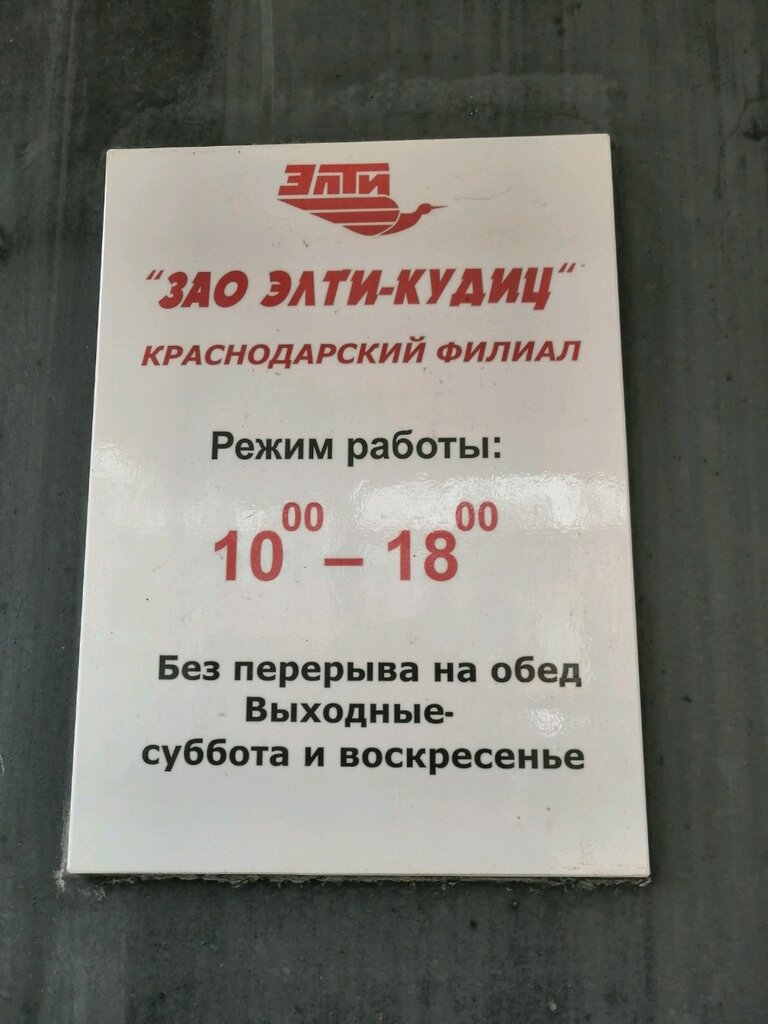 ЭЛТИ
“ЗАО ЭЛТИ-КУДИЦ“
КРАСНОДАРСКИЙ ФИЛИАЛ
Режим работы:
10⁰⁰ – 18⁰⁰
Без перерыва на обед
Выходные-
суббота и воскресенье